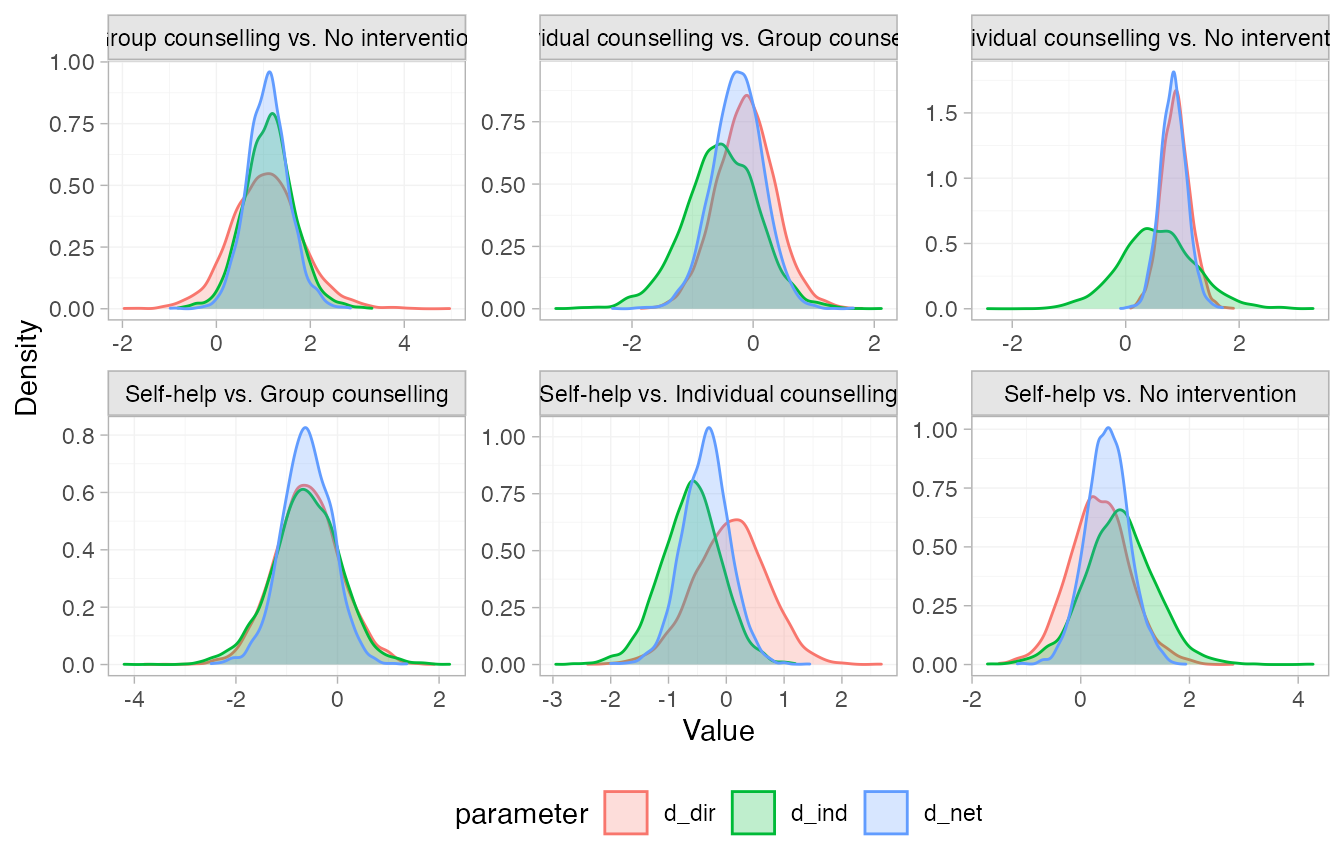 Group counselling vs. No interventio
vidual counselling vs. Group counse
ividual counselling vs. No intervent
1.00
0.75
0.50
0.25
0.00
-2 0 2 4
0.75
0.50
0.25
0.00
-2 0 2
1.5
1.0
0.5
0.0
-2 0 2
Density
Self-help vs. Group counselling
Self-help vs. Individual counselling
Self-help vs. No intervention
0.8
0.6
0.4
0.2
0.0
-4 -2 0 2
1.00
0.75
0.50
0.25
0.00
-3 -2 -1 0 1 2
1.00
0.75
0.50
0.25
0.00
-2 0 2 4
Value
parameter d_dir d_ind d_net